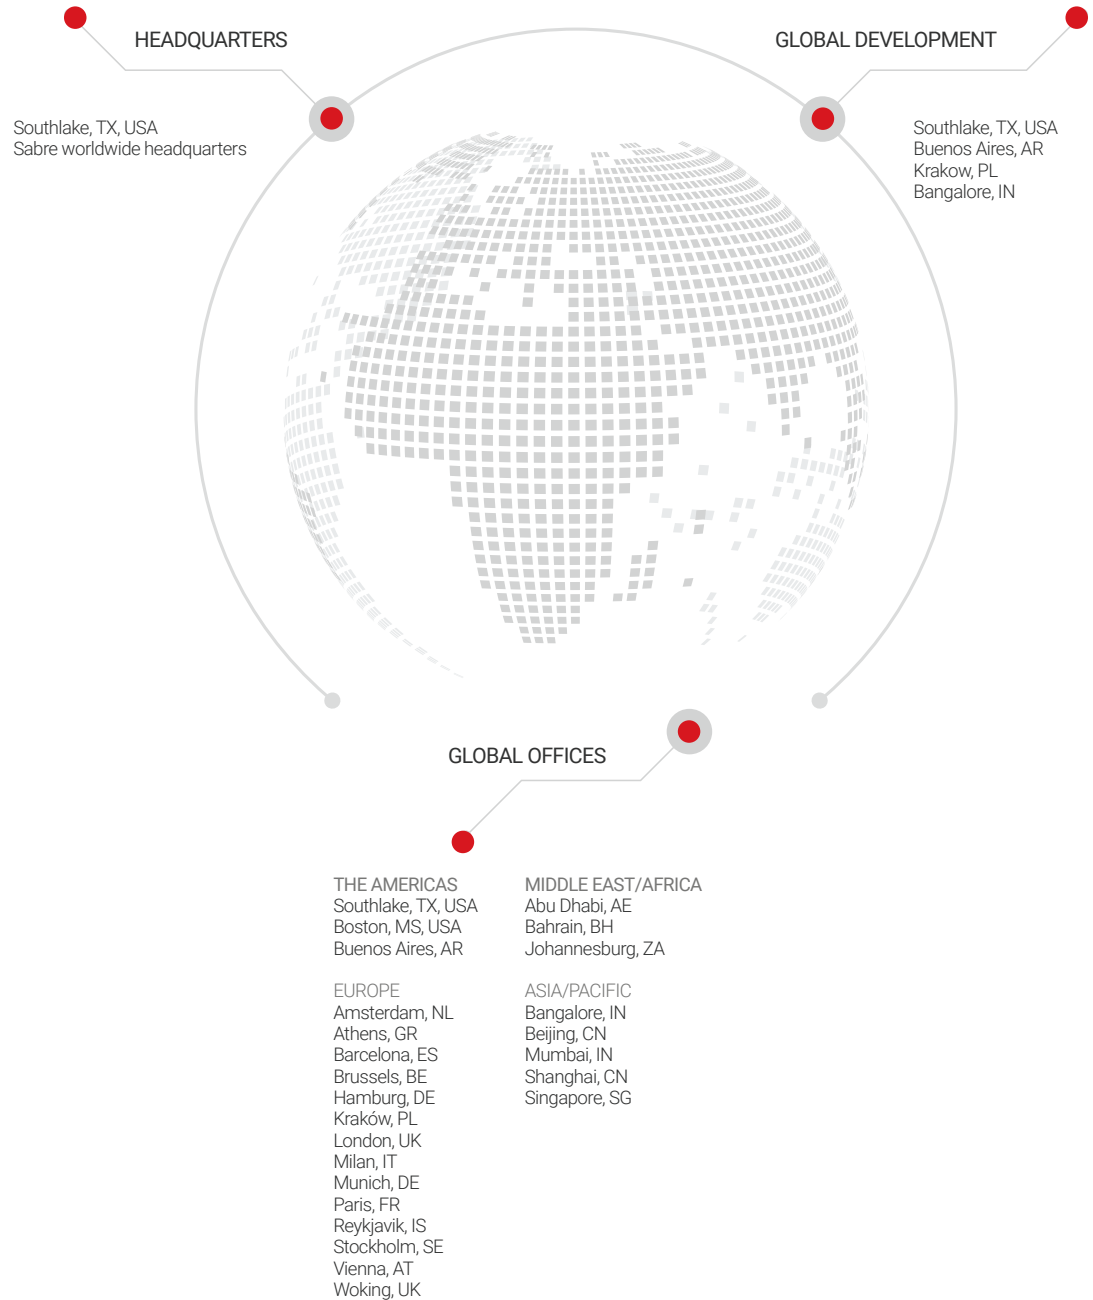 HEADQUARTERS
Southlake, TX, USA
Sabre worldwide headquarters
GLOBAL DEVELOPMENT
Southlake, TX, USA
Buenos Aires, AR
Krakow, PL
Bangalore, IN
GLOBAL OFFICES
THE AMERICAS
Southlake, TX, USA
Boston, MS, USA
Buenos Aires, AR
EUROPE
Amsterdam, NL
Athens, GR
Barcelona, ES
Brussels, BE
Hamburg, DE
Kraków, PL
London, UK
Milan, IT
Munich, DE
Paris, FR
Reykjavik, IS
Stockholm, SE
Vienna, AT
Woking, UK
MIDDLE EAST/AFRICA
Abu Dhabi, AE
Bahrain, BH
Johannesburg, ZA
ASIA/PACIFIC
Bangalore, IN
Beijing, CN
Mumbai, IN
Shanghai, CN
Singapore, SG